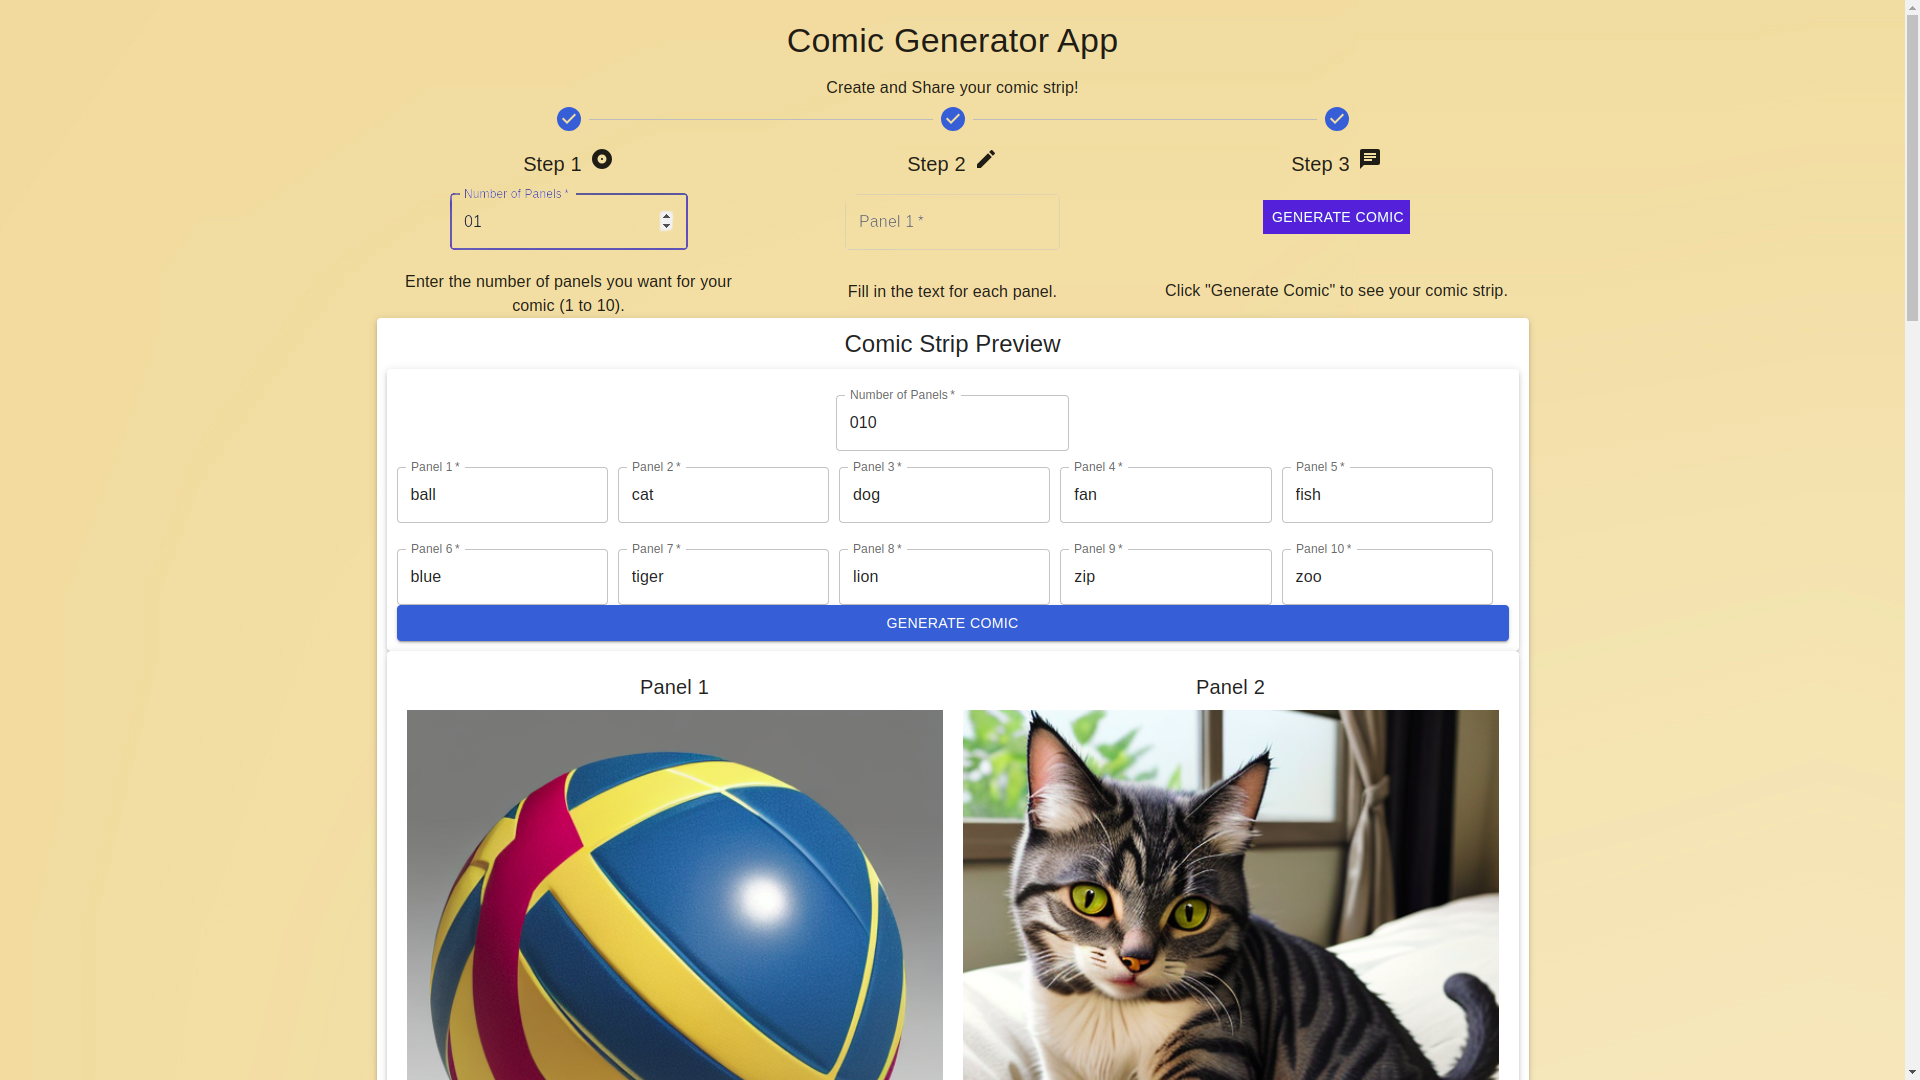 Comic Generator App
Create and Share your comic strip!
Step 1
Step 2
Step 3
Number of Panels *
01
Panel 1 *
GENERATE COMIC
Enter the number of panels you want for your
comic (1 to 10).
Fill in the text for each panel.
Click "Generate Comic" to see your comic strip.
Comic Strip Preview
Number of Panels *
010
Panel 1 *
Panel 2 *
Panel 3 *
Panel 4 *
Panel 5 *
ball
cat
dog
fan
fish
Panel 6 *
Panel 7 *
Panel 8 *
Panel 9 *
Panel 10 *
blue
tiger
lion
zip
zoo
GENERATE COMIC
Panel 1
Panel 2